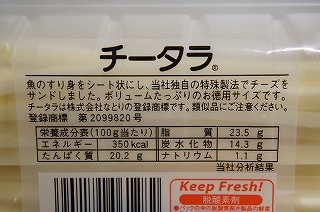 チータラ®
魚のすり身をシート状にし、当社独自の特殊製法でチーズを
サンドしました。ボリュームたっぷりのお徳用サイズです。
チータラは株式会社なとりの登録商標です。類似品にご注意ください。
登録商標 第2099820号
栄養成分表(100g当たり) 脂質 23.5 g
エネルギー 350kcal 炭水化物 14.3 g
たんぱく質 20.2 g ナトリウム 1.1 g
当社分析結果
Keep Fresh!
脱酸素剤